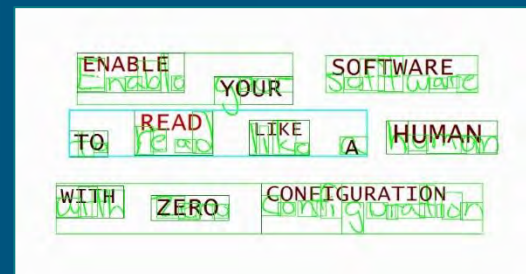 ENABLE YOUR SOFTWARE
TO READ LIKE A HUMAN
WITH ZERO CONFIGURATION